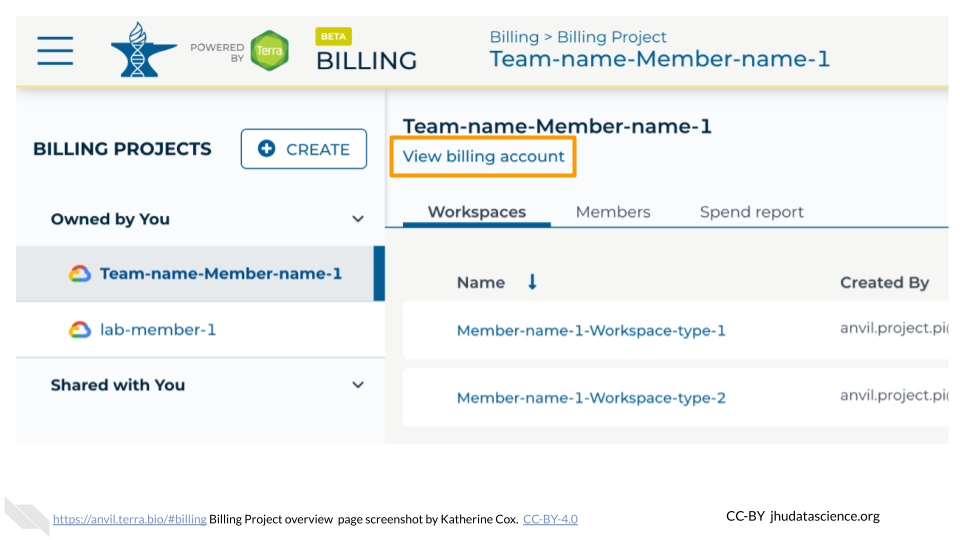 POWERED BY
Terra
BETA
BILLING
Billing > Billing Project
Team-name-Member-name-1
BILLING PROJECTS
CREATE
Owned by You
Team-name-Member-name-1
lab-member-1
Shared with You
Team-name-Member-name-1
View billing account
Workspaces Members Spend report
Name Created By
Member-name-1-Workspace-type-1 anvil.project.pi
Member-name-1-Workspace-type-2 anvil.project.pi
https://anvil.terra.bio/#billing Billing Project overview page screenshot by Katherine Cox. CC-BY-4.0
CC-BY jhudatascience.org